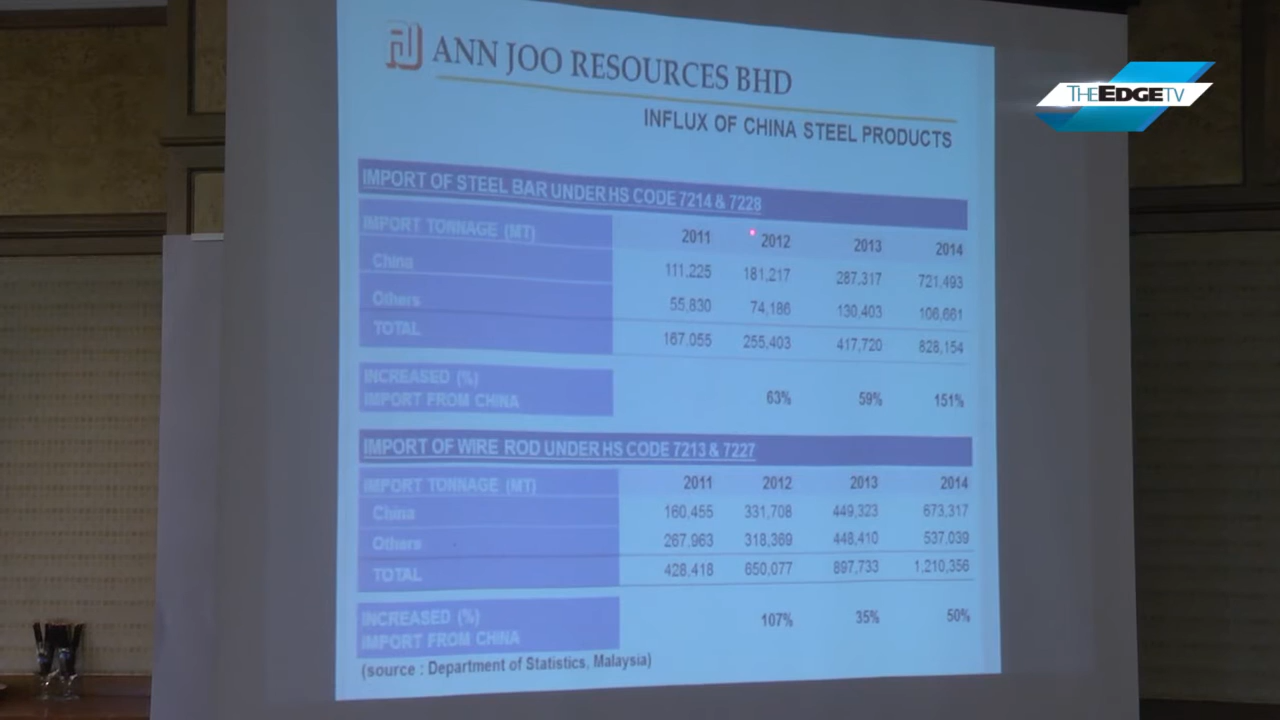 ANN JOO RESOURCES BHD
THEEDGETV
INFLUX OF CHINA STEEL PRODUCTS
IMPORT OF STEEL BAR UNDER HS CODE 7214 & 7228
IMPORT TONNAGE (MT) 2011 2012 2013 2014
China 111,225 181,217 287,317 721,493
Others 55,830 74,186 130,403 106,661
TOTAL 167,055 255,403 417,720 828,154
INCREASED (%)
IMPORT FROM CHINA 63% 59% 151%
IMPORT OF WIRE ROD UNDER HS CODE 7213 & 7227
IMPORT TONNAGE (MT) 2011 2012 2013 2014
China 160,455 331,708 449,323 673,317
Others 267,963 318,369 448,410 537,039
TOTAL 428,418 650,077 897,733 1,210,356
INCREASED (%)
IMPORT FROM CHINA 107% 35% 50%
(source : Department of Statistics, Malaysia)